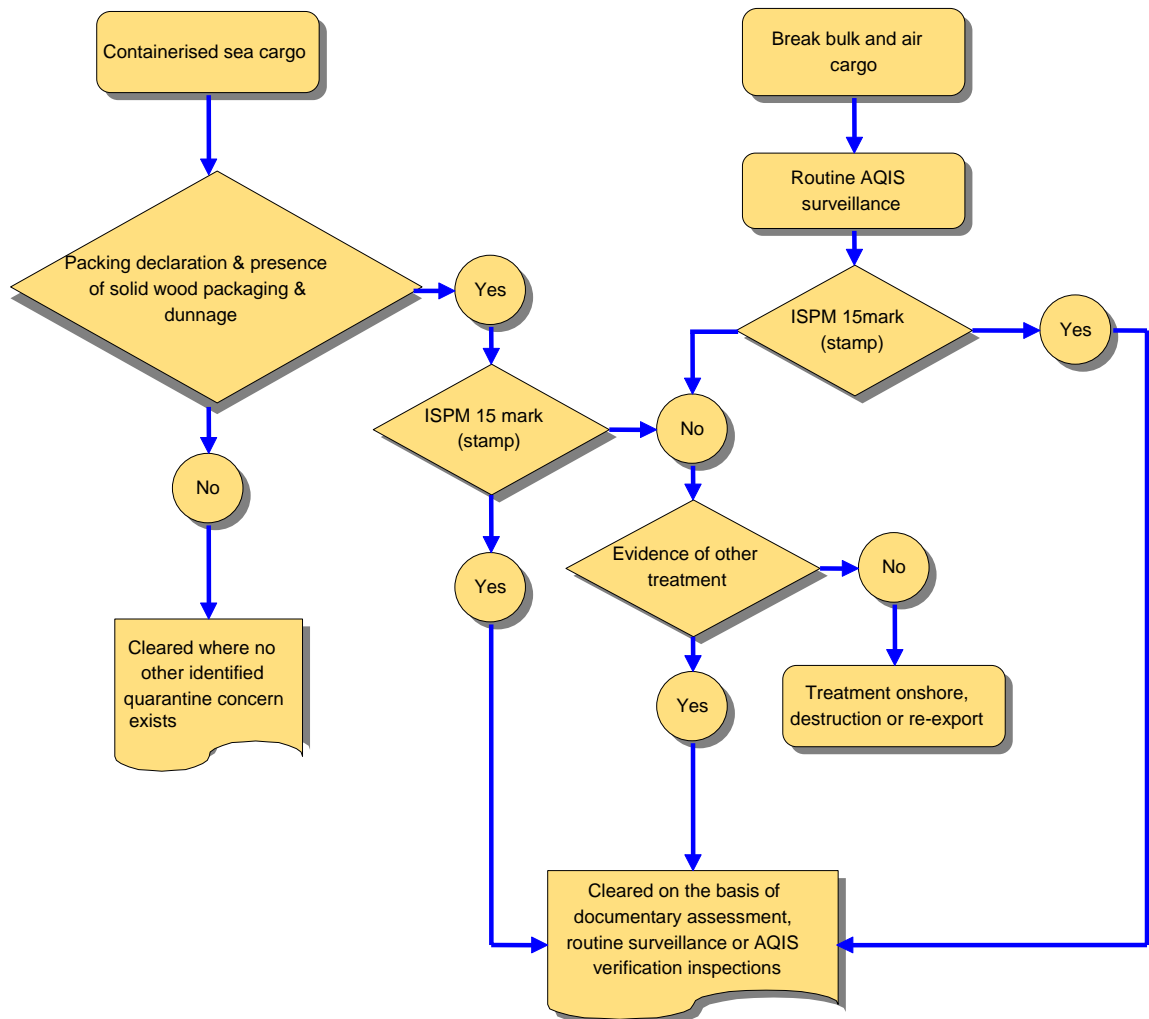 Containerised sea cargo
Break bulk and air
cargo
Routine AQIS
surveillance
Packing declaration & presence
of solid wood packaging &
dunnage
Yes
ISPM 15mark
(stamp)
Yes
ISPM 15 mark
(stamp)
No
No
Yes
Evidence of other
treatment
No
Cleared where no
other identified
quarantine concern
exists
Yes
Treatment onshore,
destruction or re-export
Cleared on the basis of
documentary assessment,
routine surveillance or AQIS
verification inspections